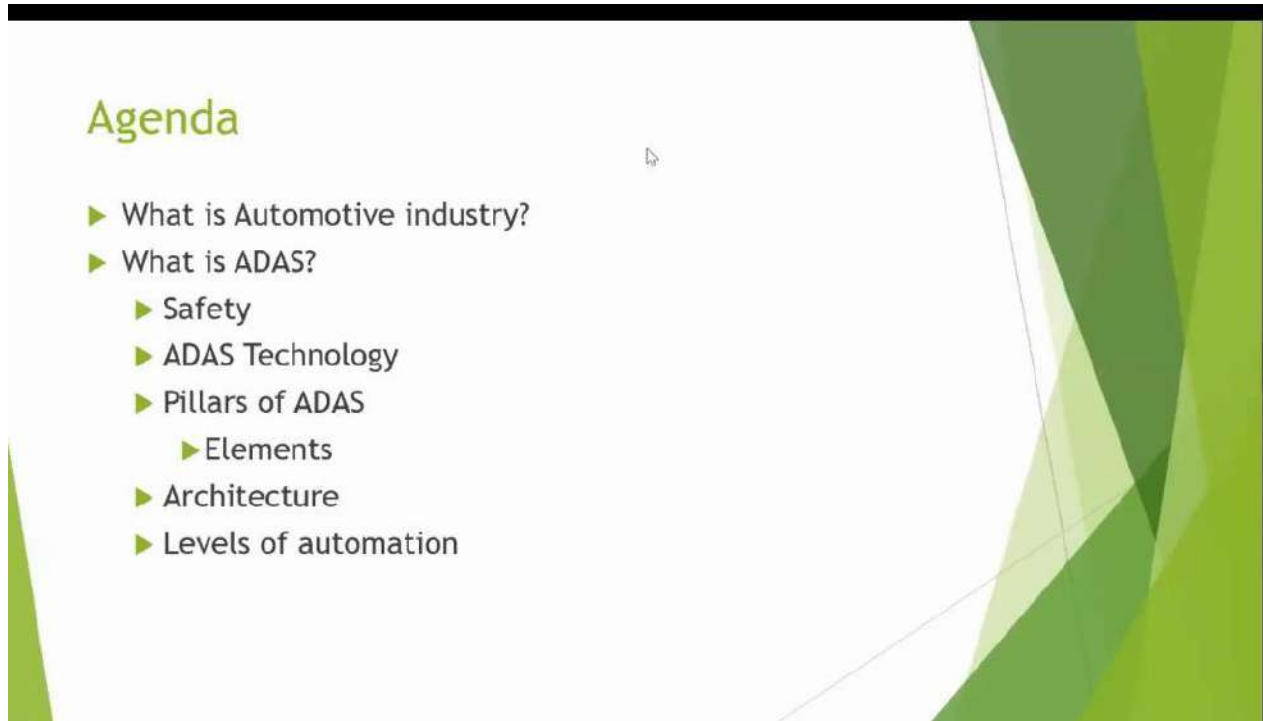 Agenda
What is Automotive industry?
What is ADAS?
Safety
ADAS Technology
Pillars of ADAS
Elements
Architecture
Levels of automation